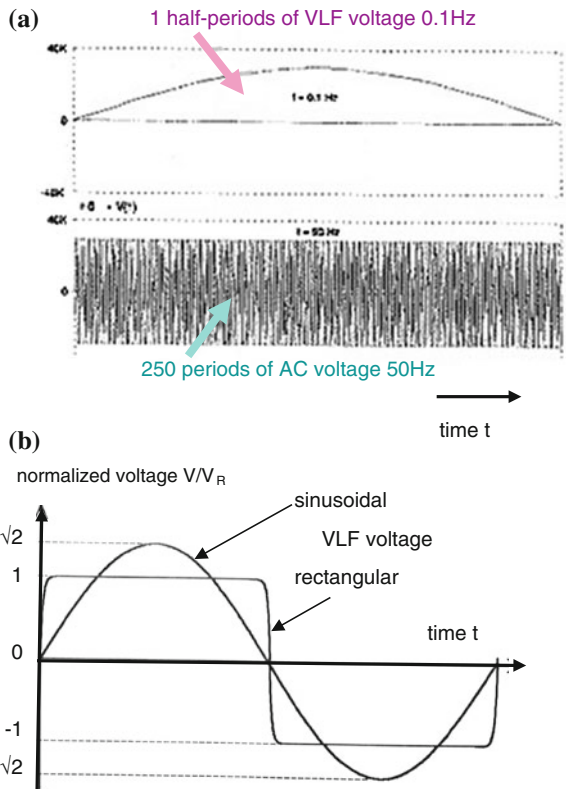 (a)
1 half-periods of VLF voltage 0.1Hz
40K
f = 0.1 Hz
0
-40K
40K
f = 50 Hz
0
250 periods of AC voltage 50Hz
time t
(b)
normalized voltage V/V_R
sinusoidal
√2
VLF voltage
1
rectangular
time t
0
-1
√2